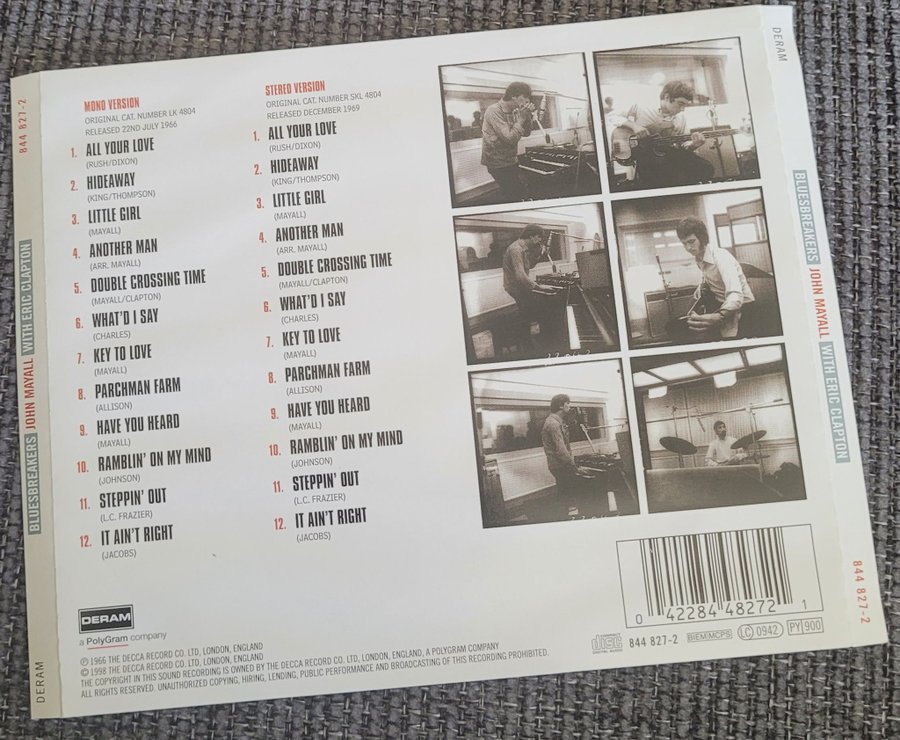 MONO VERSION
ORIGINAL CAT. NUMBER LK 4804
RELEASED 22ND JULY 1966
1. ALL YOUR LOVE
(RUSH/DIXON)
2. HIDEAWAY
(KING/THOMPSON)
3. LITTLE GIRL
(MAYALL)
4. ANOTHER MAN
(ARR. MAYALL)
5. DOUBLE CROSSING TIME
(MAYALL/CLAPTON)
6. WHAT'D I SAY
(CHARLES)
7. KEY TO LOVE
(MAYALL)
8. PARCHMAN FARM
(ALLISON)
9. HAVE YOU HEARD
(MAYALL)
10. RAMBLIN' ON MY MIND
(JOHNSON)
11. STEPPIN' OUT
(L.C. FRAZIER)
12. IT AIN'T RIGHT
(JACOBS)
STEREO VERSION
ORIGINAL CAT. NUMBER SKL 4804
RELEASED DECEMBER 1969
1. ALL YOUR LOVE
(RUSH/DIXON)
2. HIDEAWAY
(KING/THOMPSON)
3. LITTLE GIRL
(MAYALL)
4. ANOTHER MAN
(ARR. MAYALL)
5. DOUBLE CROSSING TIME
(MAYALL/CLAPTON)
6. WHAT'D I SAY
(CHARLES)
7. KEY TO LOVE
(MAYALL)
8. PARCHMAN FARM
(ALLISON)
9. HAVE YOU HEARD
(MAYALL)
10. RAMBLIN' ON MY MIND
(JOHNSON)
11. STEPPIN' OUT
(L.C. FRAZIER)
12. IT AIN'T RIGHT
(JACOBS)
DERAM
a PolyGram company
℗ 1966 THE DECCA RECORD CO. LTD, LONDON, ENGLAND
© 1998 THE DECCA RECORD CO. LTD, LONDON, ENGLAND
THE COPYRIGHT IN THIS SOUND RECORDING IS OWNED BY THE DECCA RECORD CO. LTD, LONDON, ENGLAND, A POLYGRAM COMPANY
ALL RIGHTS RESERVED. UNAUTHORIZED COPYING, HIRING, LENDING, PUBLIC PERFORMANCE AND BROADCASTING OF THIS RECORDING PROHIBITED.
0 42284 48272 1
disc DIGITAL AUDIO 844 827-2 BIEM/MCPS LC 0942 PY 900
844 827-2
BLUESBREAKERS JOHN MAYALL WITH ERIC CLAPTON
DERAM
DERAM
BLUESBREAKERS JOHN MAYALL WITH ERIC CLAPTON
844 827-2